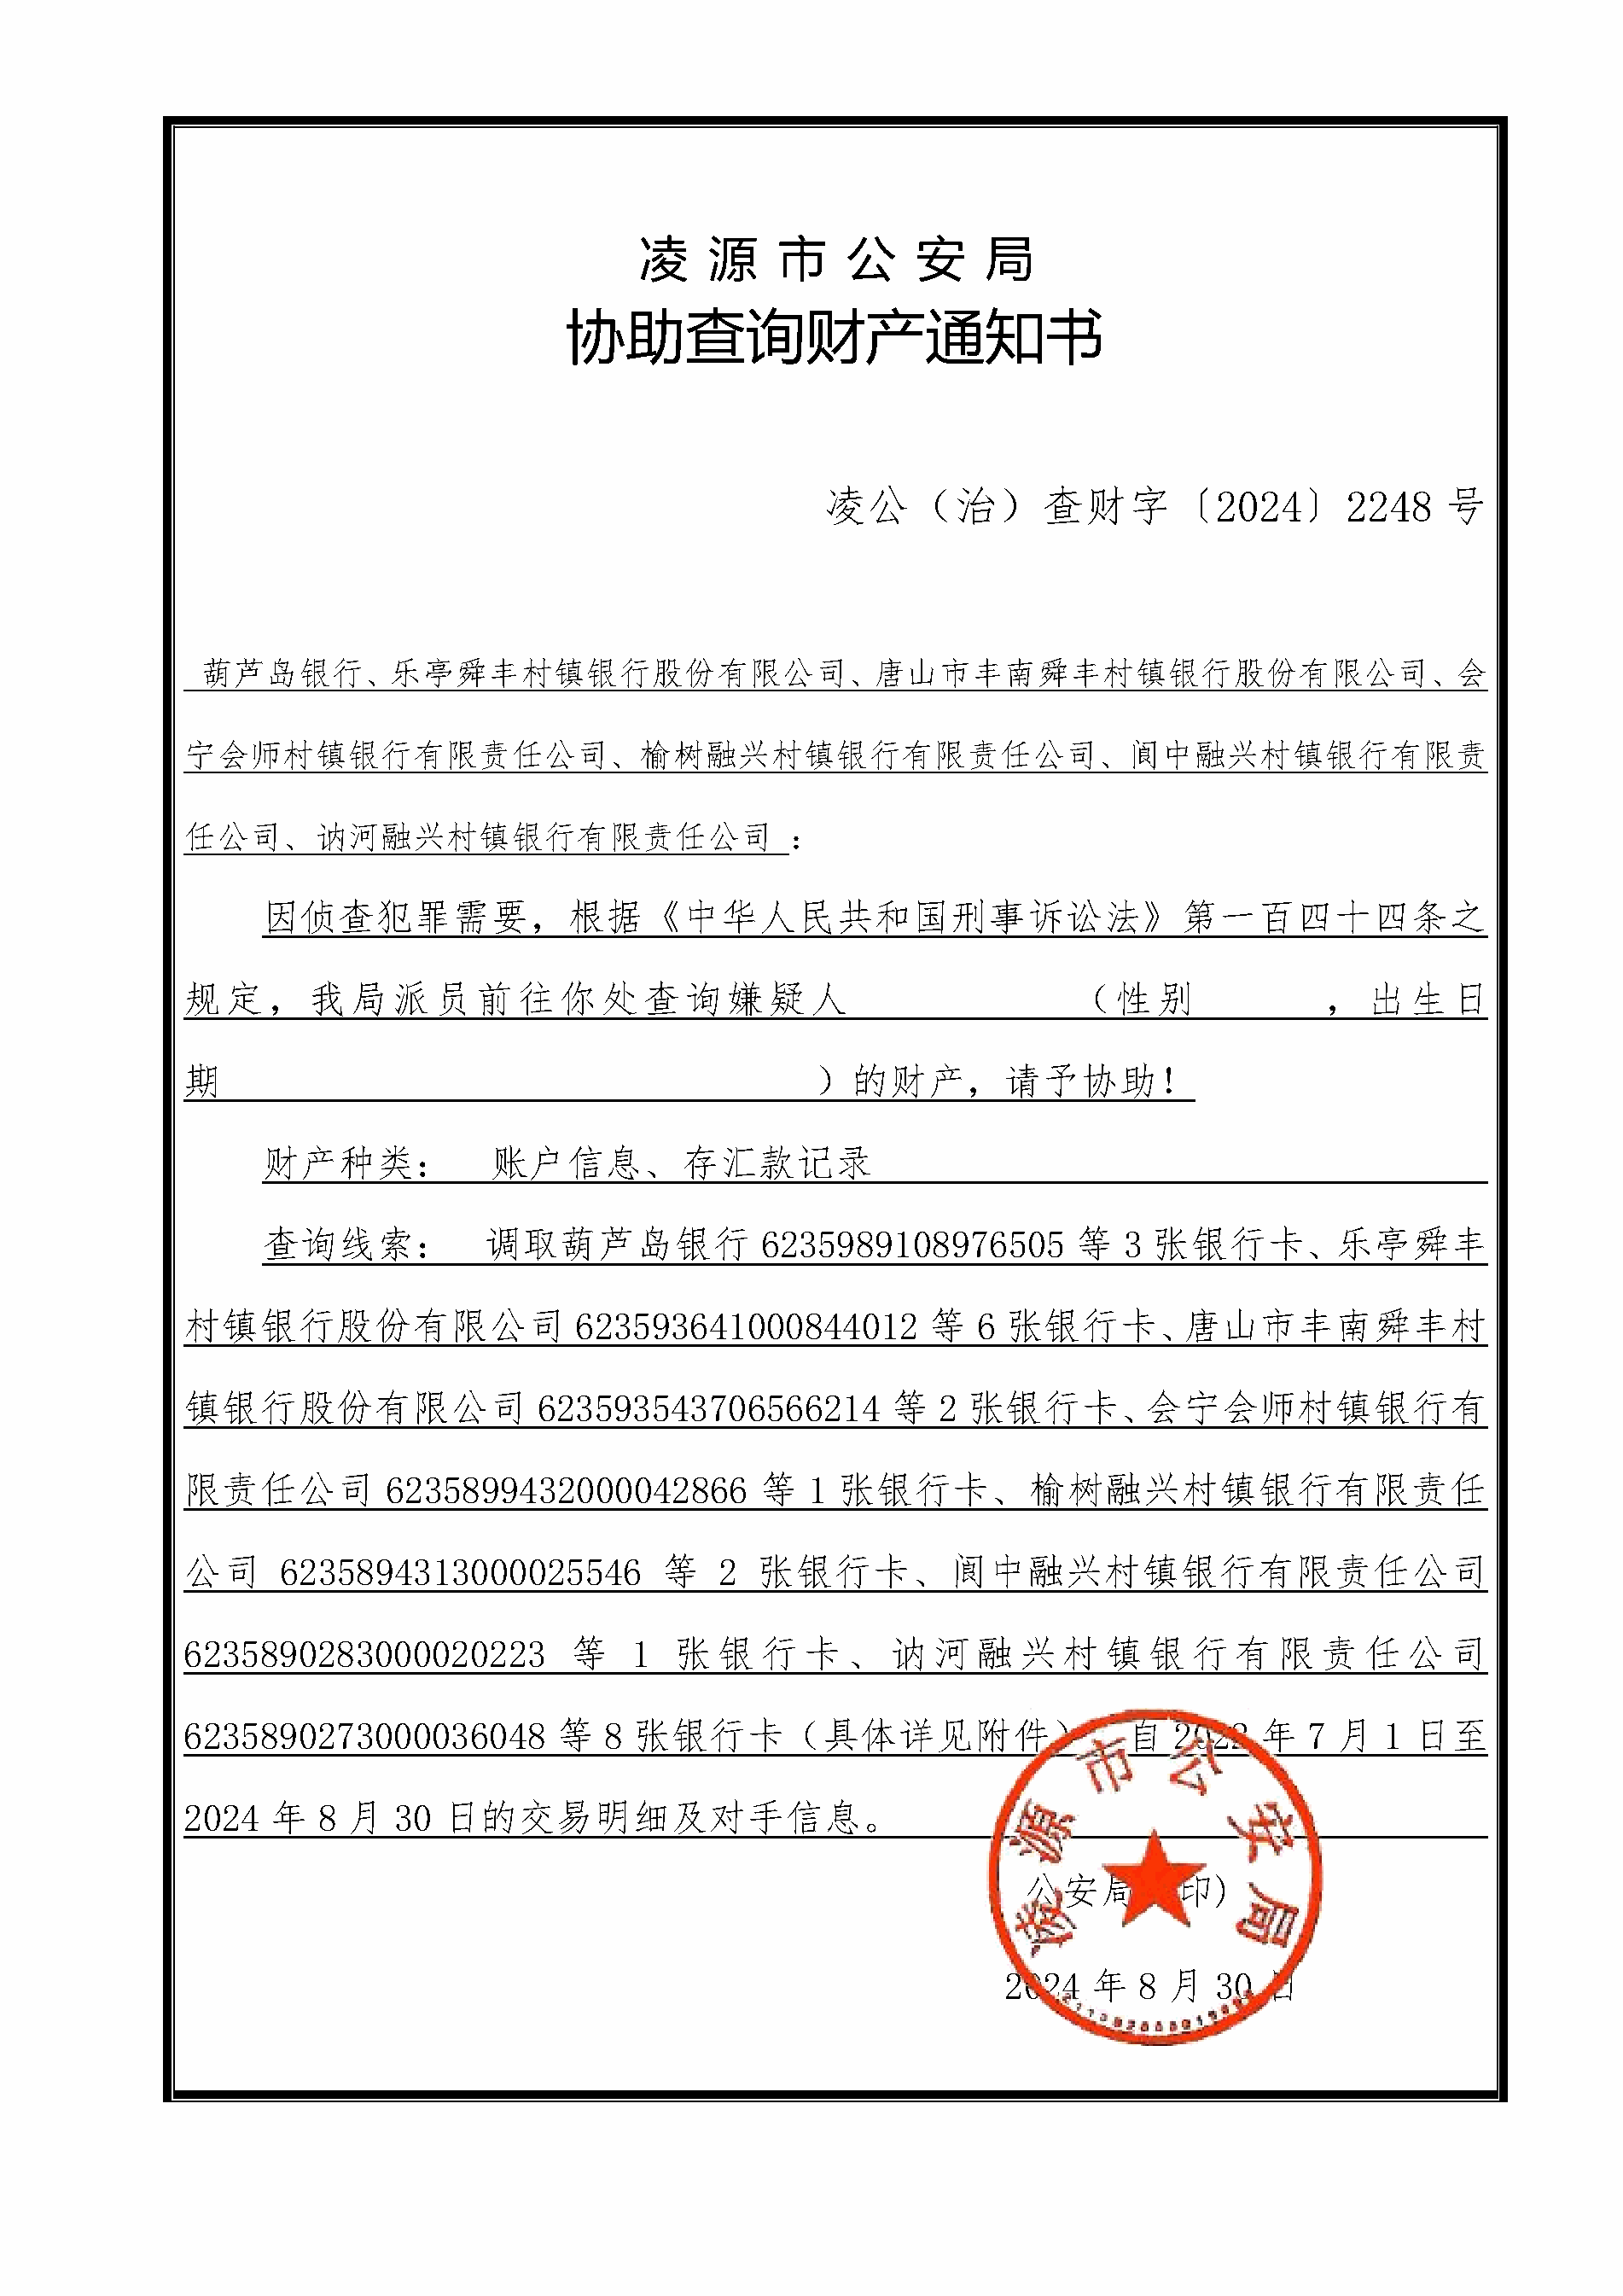 凌源市公安局
协助查询财产通知书
凌公（治）查财字〔2024〕2248 号
葫芦岛银行、乐亭舜丰村镇银行股份有限公司、唐山市丰南舜丰村镇银行股份有限公司、会
宁会师村镇银行有限责任公司、榆树融兴村镇银行有限责任公司、阆中融兴村镇银行有限责
任公司、讷河融兴村镇银行有限责任公司 ：
因侦查犯罪需要，根据《中华人民共和国刑事诉讼法》第一百四十四条之
规定，我局派员前往你处查询嫌疑人 （性别 ，出生日
期 ）的财产，请予协助！
财产种类： 账户信息、存汇款记录
查询线索： 调取葫芦岛银行 6235989108976505 等 3 张银行卡、乐亭舜丰
村镇银行股份有限公司 623593641000844012 等 6 张银行卡、唐山市丰南舜丰村
镇银行股份有限公司 623593543706566214 等 2 张银行卡、会宁会师村镇银行有
限责任公司 6235899432000042866 等 1 张银行卡、榆树融兴村镇银行有限责任
公司 6235894313000025546 等 2 张银行卡、阆中融兴村镇银行有限责任公司
6235890283000020223 等 1 张银行卡、讷河融兴村镇银行有限责任公司
6235890273000036048 等 8 张银行卡（具体详见附件） 自 2022 年 7 月 1 日至
2024 年 8 月 30 日的交易明细及对手信息。
凌源市公安局
公安局 印)
2024 年 8 月 30 日